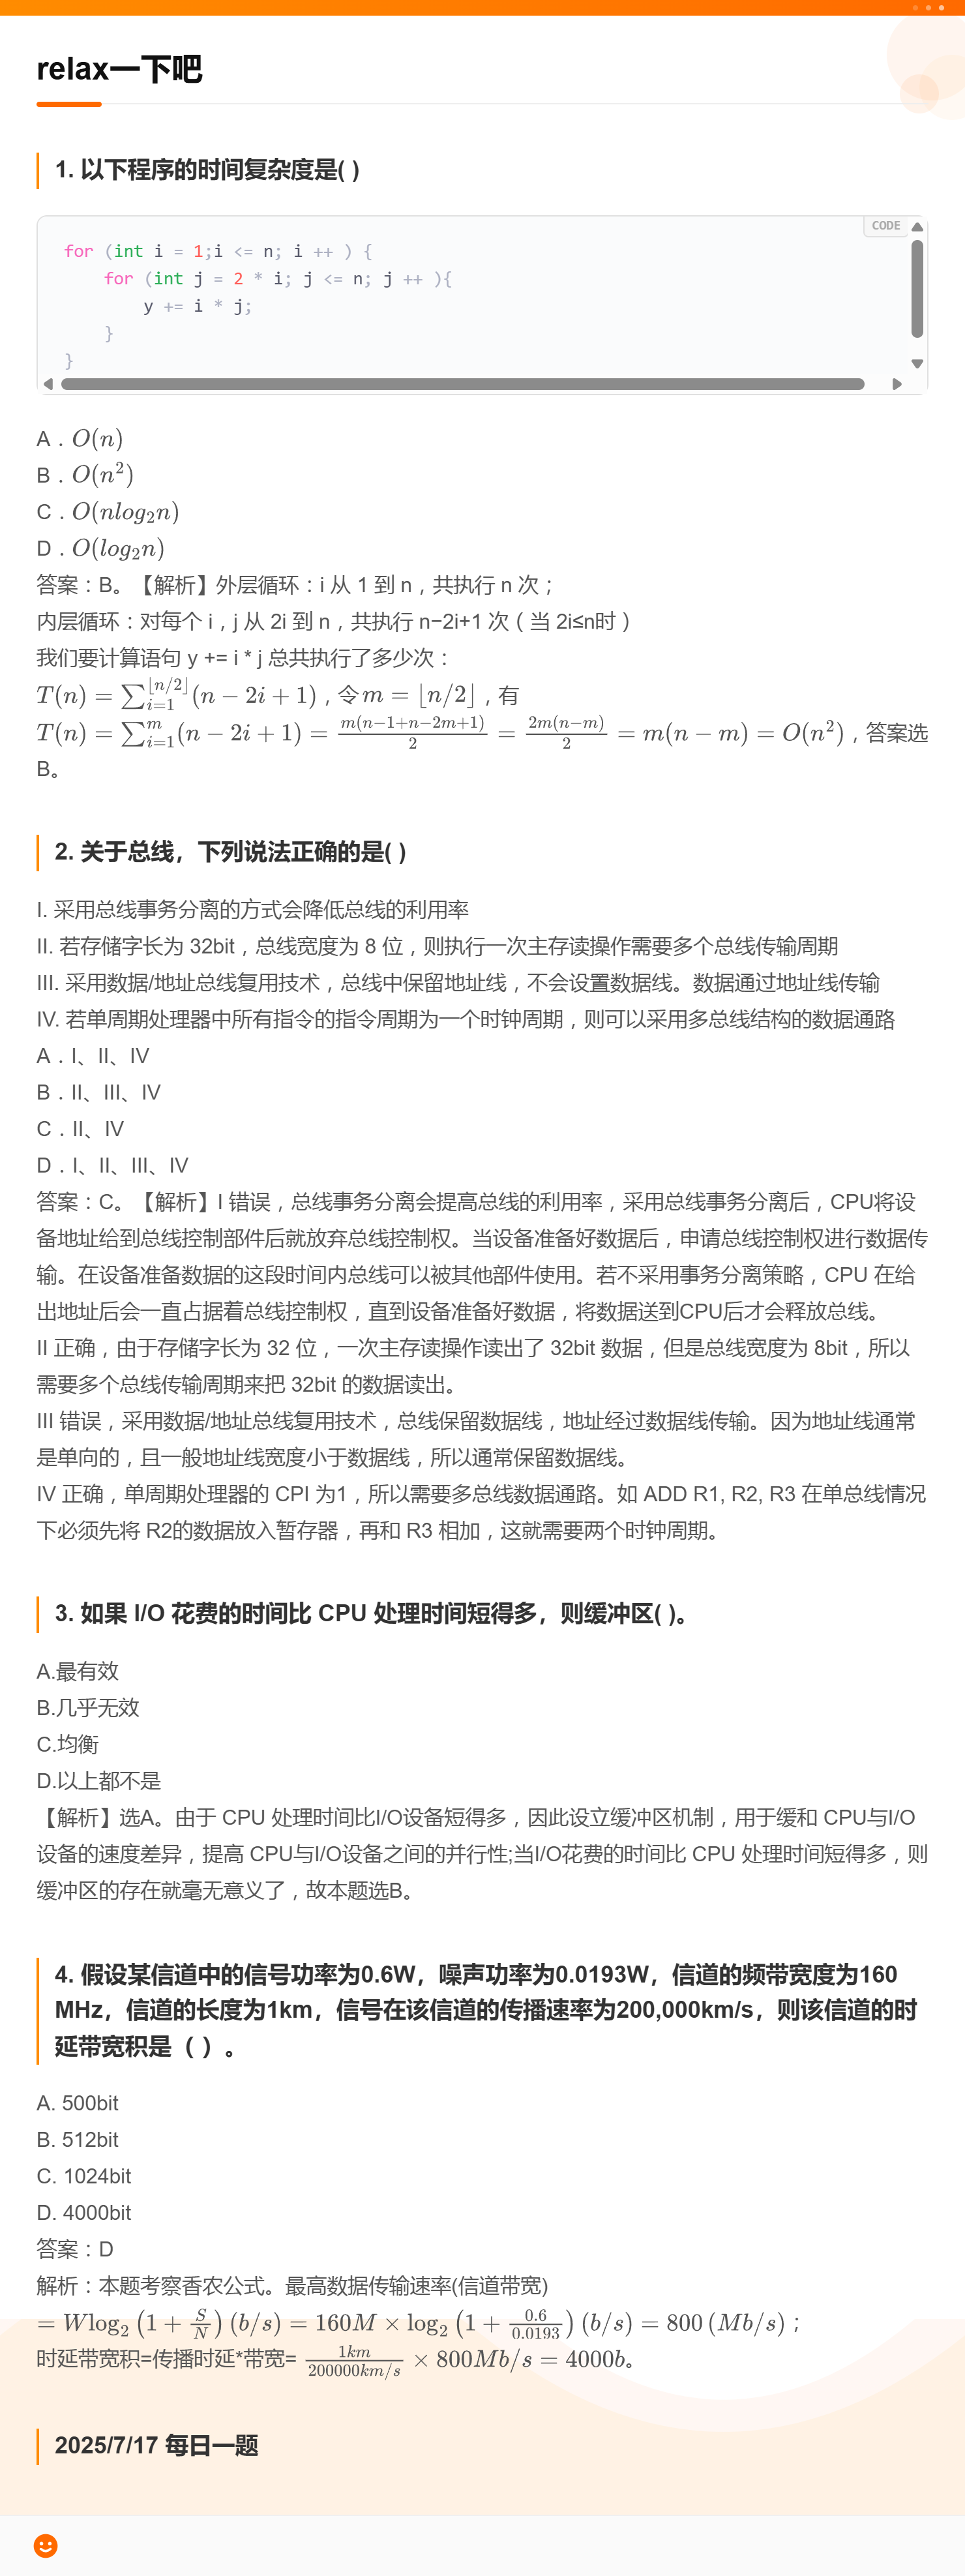 relax一下吧
1. 以下程序的时间复杂度是( )
CODE
for (int i = 1;i <= n; i ++ ) {
    for (int j = 2 * i; j <= n; j ++ ){
        y += i * j;
    }
}
A．O(n)
B．O(n²)
C．O(nlog₂n)
D．O(log₂n)
答案：B。【解析】外层循环：i 从 1 到 n，共执行 n 次；
内层循环：对每个 i，j 从 2i 到 n，共执行 n−2i+1 次（当 2i≤n时）
我们要计算语句 y += i * j 总共执行了多少次：
T(n) = ∑_{i=1}^{⌊n/2⌋}(n − 2i + 1)，令 m = ⌊n/2⌋，有
T(n) = ∑_{i=1}^{m}(n − 2i + 1) = \frac{m(n−1+n−2m+1)}{2} = \frac{2m(n−m)}{2} = m(n − m) = O(n²)，答案选
B。
2. 关于总线，下列说法正确的是( )
I. 采用总线事务分离的方式会降低总线的利用率
II. 若存储字长为 32bit，总线宽度为 8 位，则执行一次主存读操作需要多个总线传输周期
III. 采用数据/地址总线复用技术，总线中保留地址线，不会设置数据线。数据通过地址线传输
IV. 若单周期处理器中所有指令的指令周期为一个时钟周期，则可以采用多总线结构的数据通路
A．I、II、IV
B．II、III、IV
C．II、IV
D．I、II、III、IV
答案：C。【解析】I 错误，总线事务分离会提高总线的利用率，采用总线事务分离后，CPU将设
备地址给到总线控制部件后就放弃总线控制权。当设备准备好数据后，申请总线控制权进行数据传
输。在设备准备数据的这段时间内总线可以被其他部件使用。若不采用事务分离策略，CPU 在给
出地址后会一直占据着总线控制权，直到设备准备好数据，将数据送到CPU后才会释放总线。
II 正确，由于存储字长为 32 位，一次主存读操作读出了 32bit 数据，但是总线宽度为 8bit，所以
需要多个总线传输周期来把 32bit 的数据读出。
III 错误，采用数据/地址总线复用技术，总线保留数据线，地址经过数据线传输。因为地址线通常
是单向的，且一般地址线宽度小于数据线，所以通常保留数据线。
IV 正确，单周期处理器的 CPI 为1，所以需要多总线数据通路。如 ADD R1, R2, R3 在单总线情况
下必须先将 R2的数据放入暂存器，再和 R3 相加，这就需要两个时钟周期。
3. 如果 I/O 花费的时间比 CPU 处理时间短得多，则缓冲区( )。
A.最有效
B.几乎无效
C.均衡
D.以上都不是
【解析】选A。由于 CPU 处理时间比I/O设备短得多，因此设立缓冲区机制，用于缓和 CPU与I/O
设备的速度差异，提高 CPU与I/O设备之间的并行性;当I/O花费的时间比 CPU 处理时间短得多，则
缓冲区的存在就毫无意义了，故本题选B。
4. 假设某信道中的信号功率为0.6W，噪声功率为0.0193W，信道的频带宽度为160
MHz，信道的长度为1km，信号在该信道的传播速率为200,000km/s，则该信道的时
延带宽积是（ ）。
A. 500bit
B. 512bit
C. 1024bit
D. 4000bit
答案：D
解析：本题考察香农公式。最高数据传输速率(信道带宽)
= W log₂ (1 + \frac{S}{N}) (b/s) = 160M × log₂ (1 + \frac{0.6}{0.0193}) (b/s) = 800 (Mb/s)；
时延带宽积=传播时延*带宽= \frac{1km}{200000km/s} × 800Mb/s = 4000b。
2025/7/17 每日一题